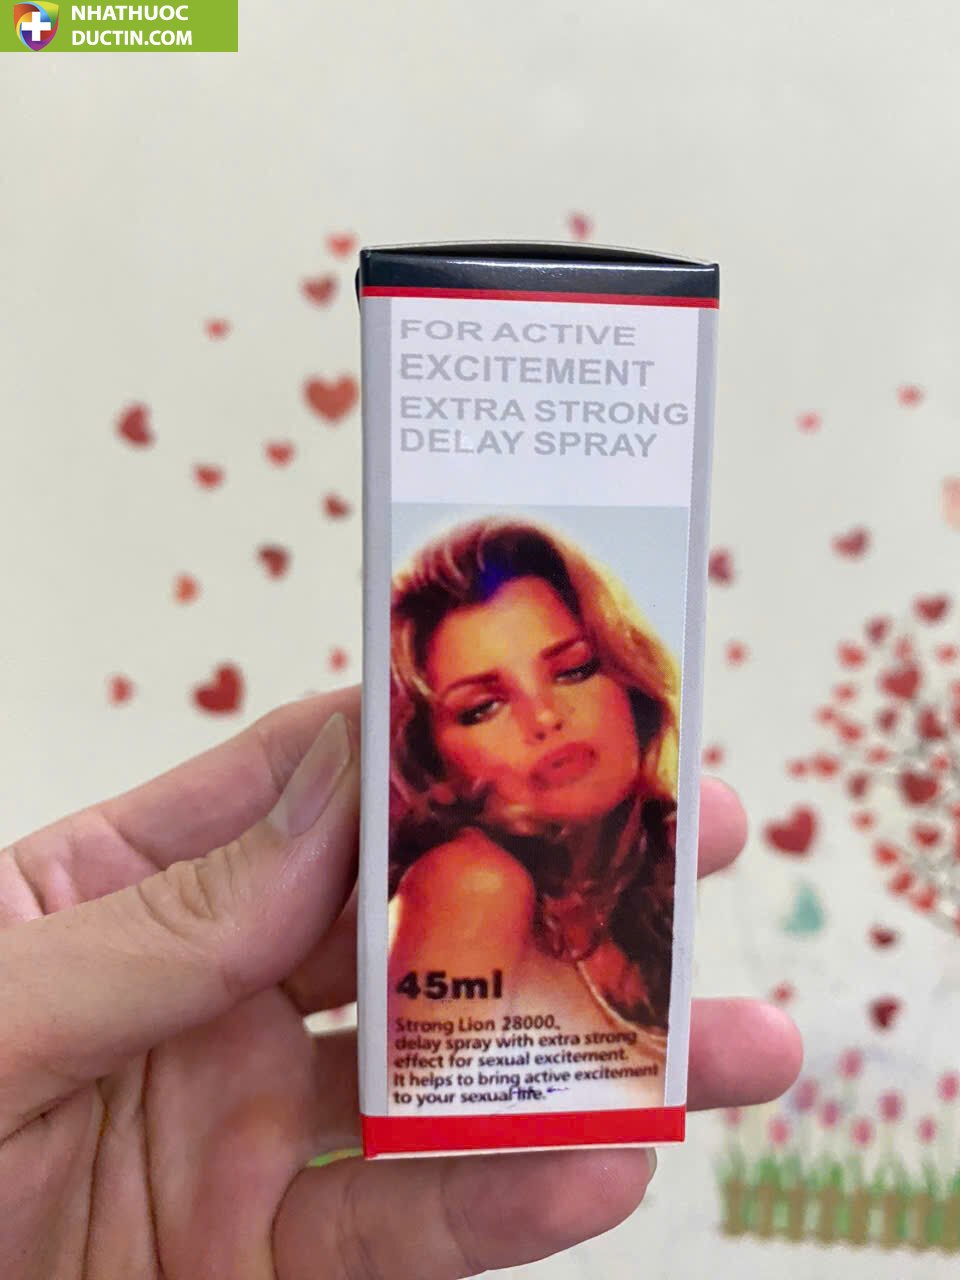 NHATHUOC
DUCTIN.COM
FOR ACTIVE
EXCITEMENT
EXTRA STRONG
DELAY SPRAY
45ml
Strong Lion 28000,
delay spray with extra strong
effect for sexual excitement.
It helps to bring active excitement
to your sexual life.